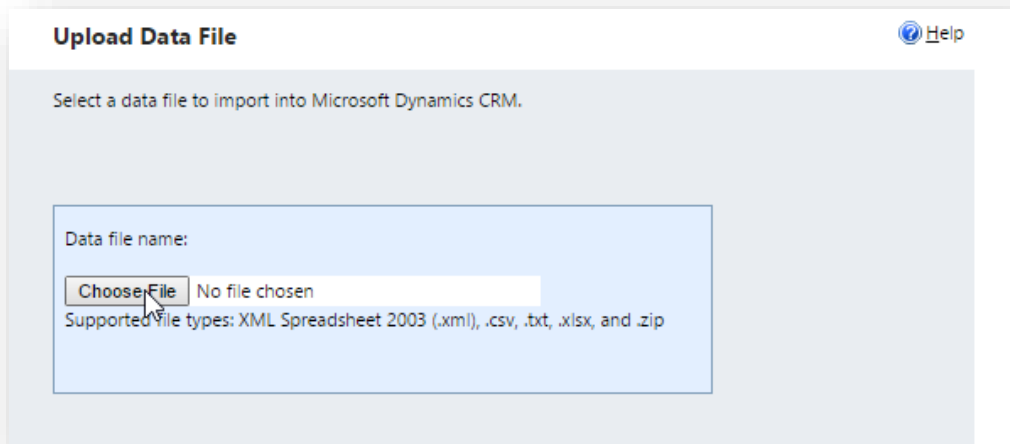 Upload Data File
Help
Select a data file to import into Microsoft Dynamics CRM.
Data file name:
Choose File No file chosen
Supported file types: XML Spreadsheet 2003 (.xml), .csv, .txt, .xlsx, and .zip